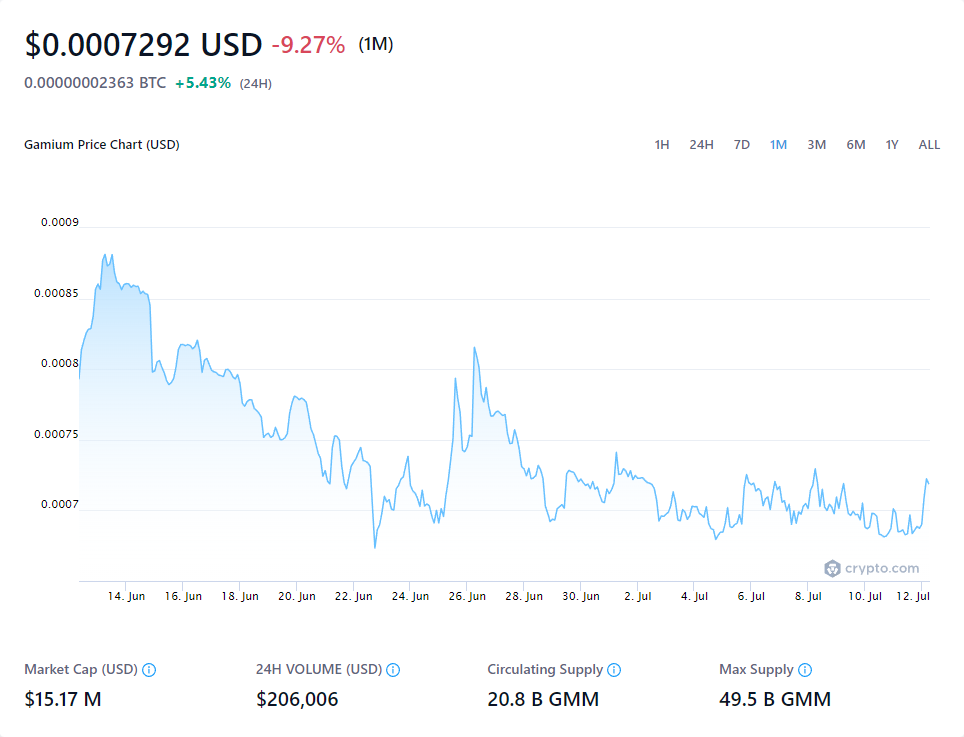 $0.0007292 USD -9.27% (1M)
0.00000002363 BTC +5.43% (24H)
Gamium Price Chart (USD) 1H 24H 7D 1M 3M 6M 1Y ALL
0.0009
0.00085
0.0008
0.00075
0.0007
crypto.com
14. Jun 16. Jun 18. Jun 20. Jun 22. Jun 24. Jun 26. Jun 28. Jun 30. Jun 2. Jul 4. Jul 6. Jul 8. Jul 10. Jul 12. Jul
Market Cap (USD) 24H VOLUME (USD) Circulating Supply Max Supply
$15.17 M $206,006 20.8 B GMM 49.5 B GMM